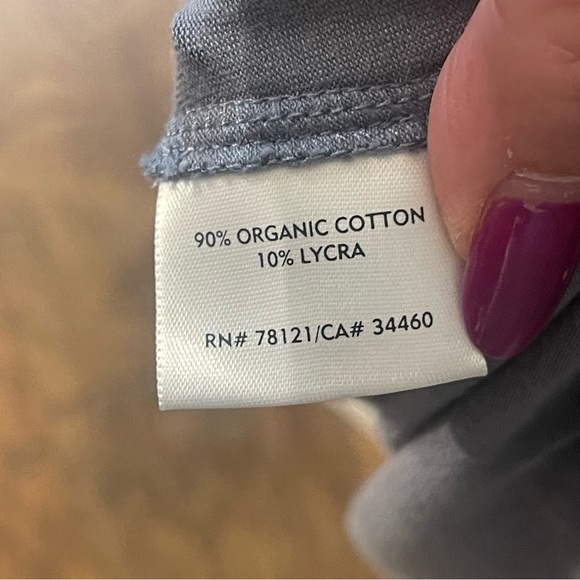 90% ORGANIC COTTON
10% LYCRA
RN# 78121/CA# 34460